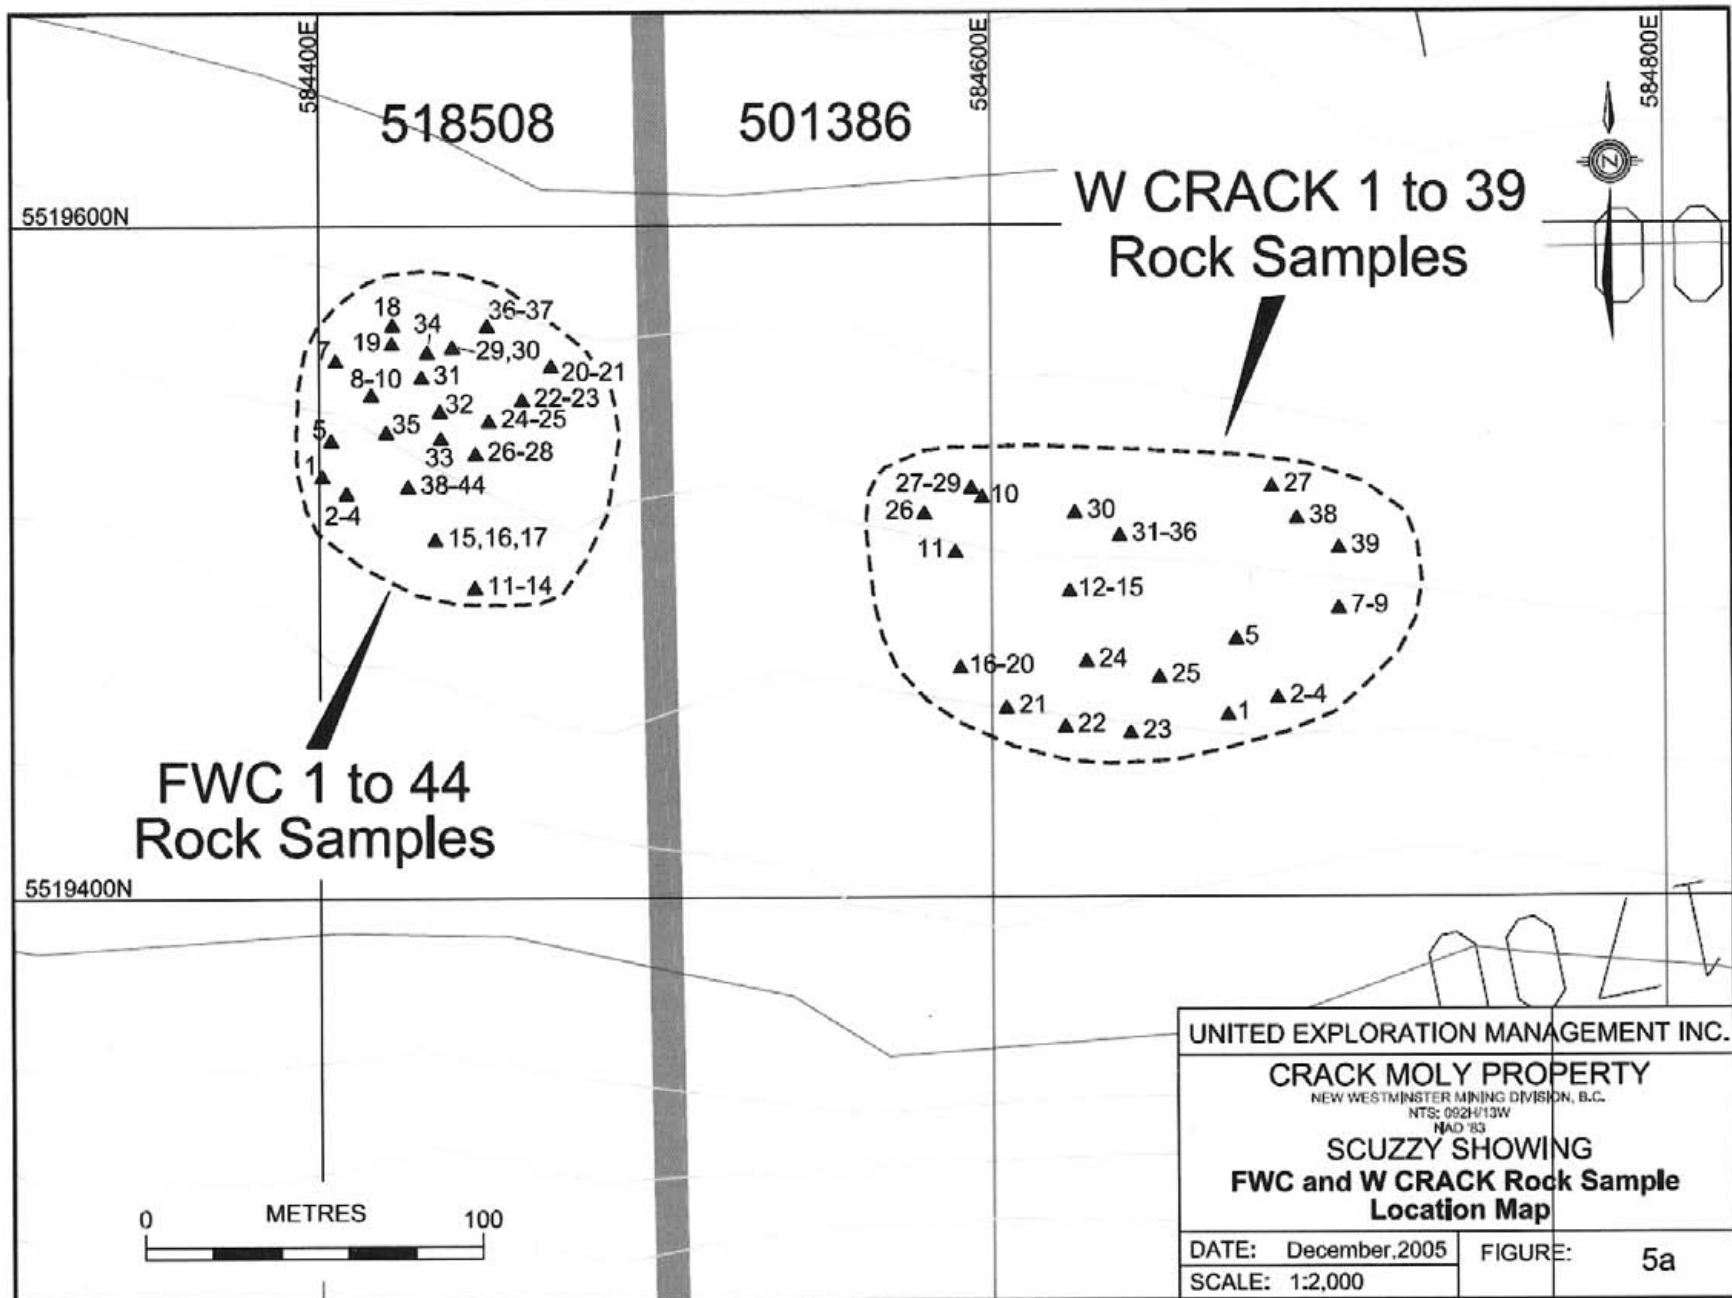 584400E
584600E
584800E
518508
501386
W CRACK 1 to 39
Rock Samples
N
5519600N
00
18
34
36-37
19
29,30
7
31
20-21
8-10
32
22-23
24-25
5
35
33
26-28
1
38-44
2-4
15,16,17
11-14
27-29
10
27
26
30
38
31-36
11
39
12-15
7-9
5
16-20
24
25
2-4
21
1
22
23
FWC 1 to 44
Rock Samples
5519400N
UNITED EXPLORATION MANAGEMENT INC.
CRACK MOLY PROPERTY
NEW WESTMINSTER MINING DIVISION, B.C.
NTS: 092H/13W
NAD '83
SCUZZY SHOWING
FWC and W CRACK Rock Sample
Location Map
DATE: December,2005
FIGURE: 5a
SCALE: 1:2,000
0 METRES 100